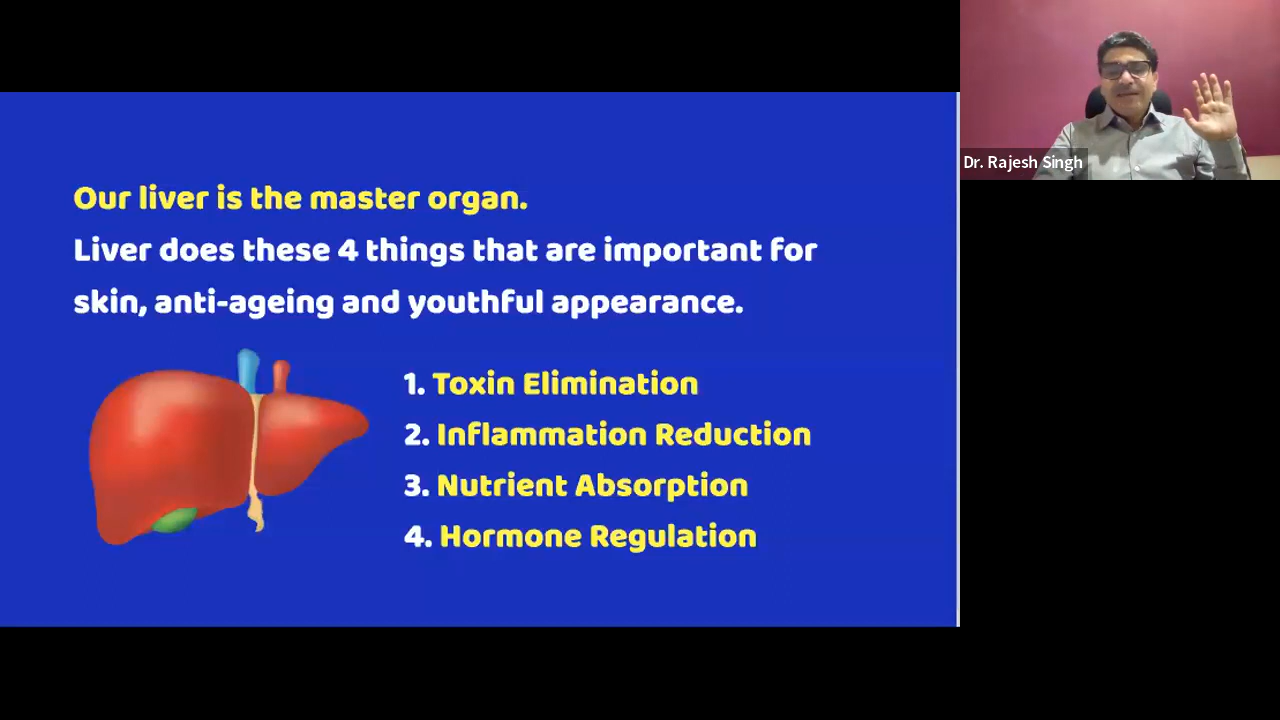 Our liver is the master organ.
Liver does these 4 things that are important for
skin, anti-ageing and youthful appearance.
1. Toxin Elimination
2. Inflammation Reduction
3. Nutrient Absorption
4. Hormone Regulation
Dr. Rajesh Singh